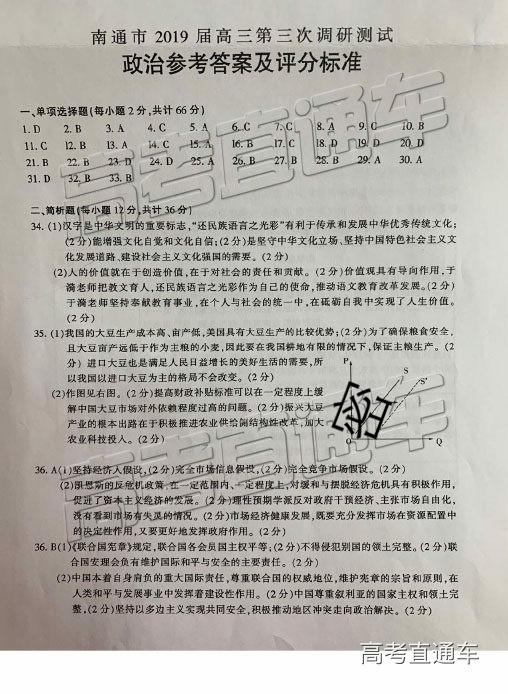 南通市 2019 届高三第三次调研测试
政治参考答案及评分标准
一、单项选择题(每小题2分,共计66分)
1. D 2. B 3. A 4. C 5. A 6. C 7. C 8. A 9. C 10. B
11. C 12. B 13. A 14. C 15. A 16. B 17. C 18. D 19. D 20. D
21. B 22. B 23. D 24. D 25. A 26. B 27. B 28. B 29. A 30. A
31. D 32. B 33. B
二、简析题(每小题12分,共计36分)
34. (1)汉字是中华文明的重要标志,“还民族语言之光彩”有利于传承和发展中华优秀传统文化;
(2分)能增强文化自觉和文化自信;(2分)是坚守中华文化立场、坚持中国特色社会主义文
化发展道路、建设社会主义文化强国的需要。(2分)
(2)人的价值就在于创造价值,在于对社会的责任和贡献。(2分)价值观具有导向作用,于
漪老师把教文育人,还民族语言之光彩作为自己的使命,推动语文教育改革发展。(2分)
于漪老师坚持奉献教育事业,在个人与社会的统一中,在砥砺自我中实现了人生价值。
(2分)
35. (1)我国的大豆生产成本高、亩产低,美国具有大豆生产的比较优势;(2分)为了确保粮食安全,
且大豆亩产远低于作为主粮的小麦,因此要在我国耕地有限的情况下,保证主粮生产。(2
分) 进口大豆也是满足人民日益增长的美好生活的需要,所
以我国以进口大豆为主的格局不会改变。(2分)
(2)作图见右图。(2分)提高财政补贴标准可以在一定程度上缓
解中国大豆市场对外依赖程度过高的问题。(2分)振兴大豆
产业的根本出路在于积极推进农业供给侧结构性改革,加大
农业科技投入。(2分)
P
S
S'
O
Q
36. A(1)坚持经济人假设,(2分)完全市场信息假设,(2分)完全竞争市场假设。(2分)
(2)凯恩斯的反危机政策,在一定范围内、一定程度上,对缓和与摆脱经济危机具有积极作用,
促进了资本主义经济的发展。(2分)理性预期学派反对政府干预经济、主张市场自由化,
没有看到市场有失灵的情况。(2分)市场经济健康发展,既要充分发挥市场在资源配置中
的决定性作用,又要更好地发挥政府作用。(2分)
36. B(1)《联合国宪章》规定,联合国各会员国主权平等;(2分)不得侵犯别国的领土完整。(2分)联
合国安理会负有维护国际和平与安全的主要责任。(2分)
(2)中国本着自身肩负的重大国际责任,尊重联合国的权威地位,维护宪章的宗旨和原则,在
人类和平与发展事业中发挥着建设性作用。(2分)中国尊重叙利亚的国家主权和领土完
整,(2分)坚持以多边主义实现共同安全,积极推动地区冲突走向政治解决。(2分)
高考直通车
高考直通车
高考直通车
密
高考直通车